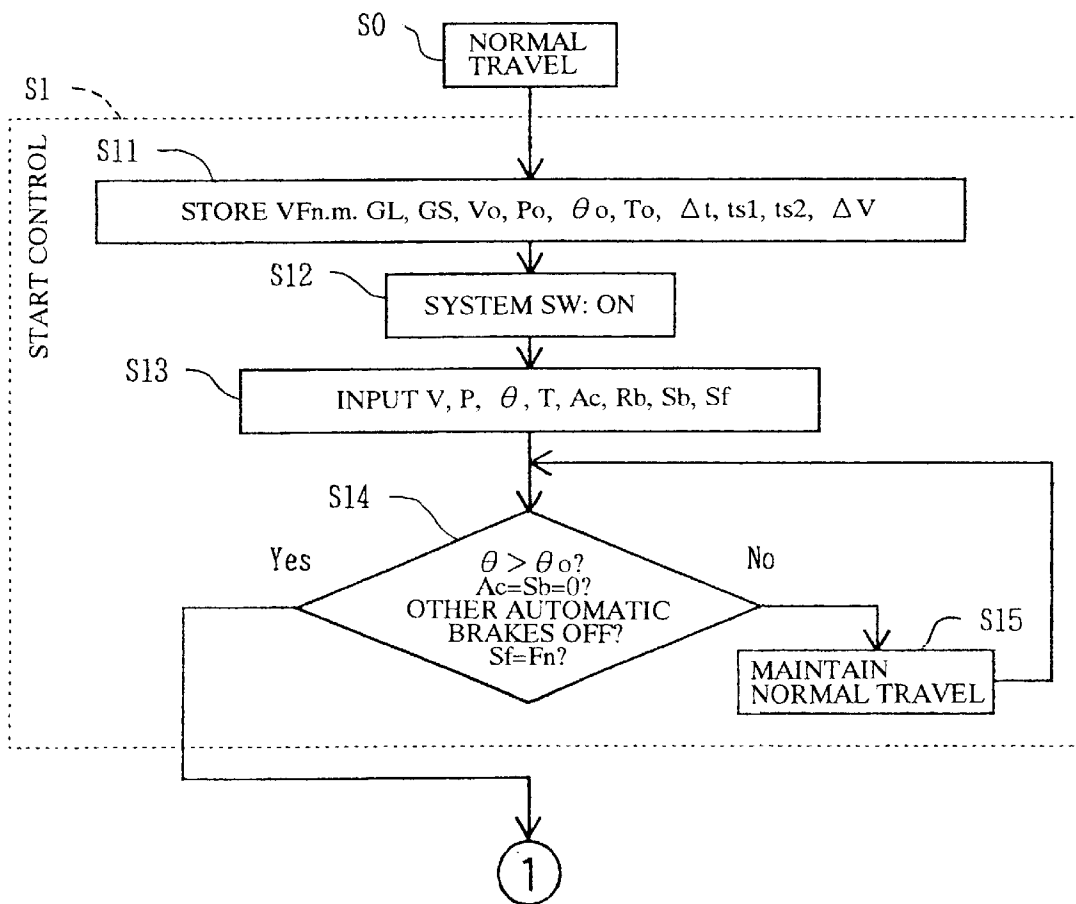 S0
NORMAL
TRAVEL
S1
START CONTROL
S11
STORE VFn.m. GL, GS, Vo, Po, θo, To, Δt, ts1, ts2, ΔV
S12
SYSTEM SW: ON
S13
INPUT V, P, θ, T, Ac, Rb, Sb, Sf
S14
Yes
No
θ > θo?
Ac=Sb=0?
OTHER AUTOMATIC
BRAKES OFF?
Sf=Fn?
S15
MAINTAIN
NORMAL TRAVEL
1